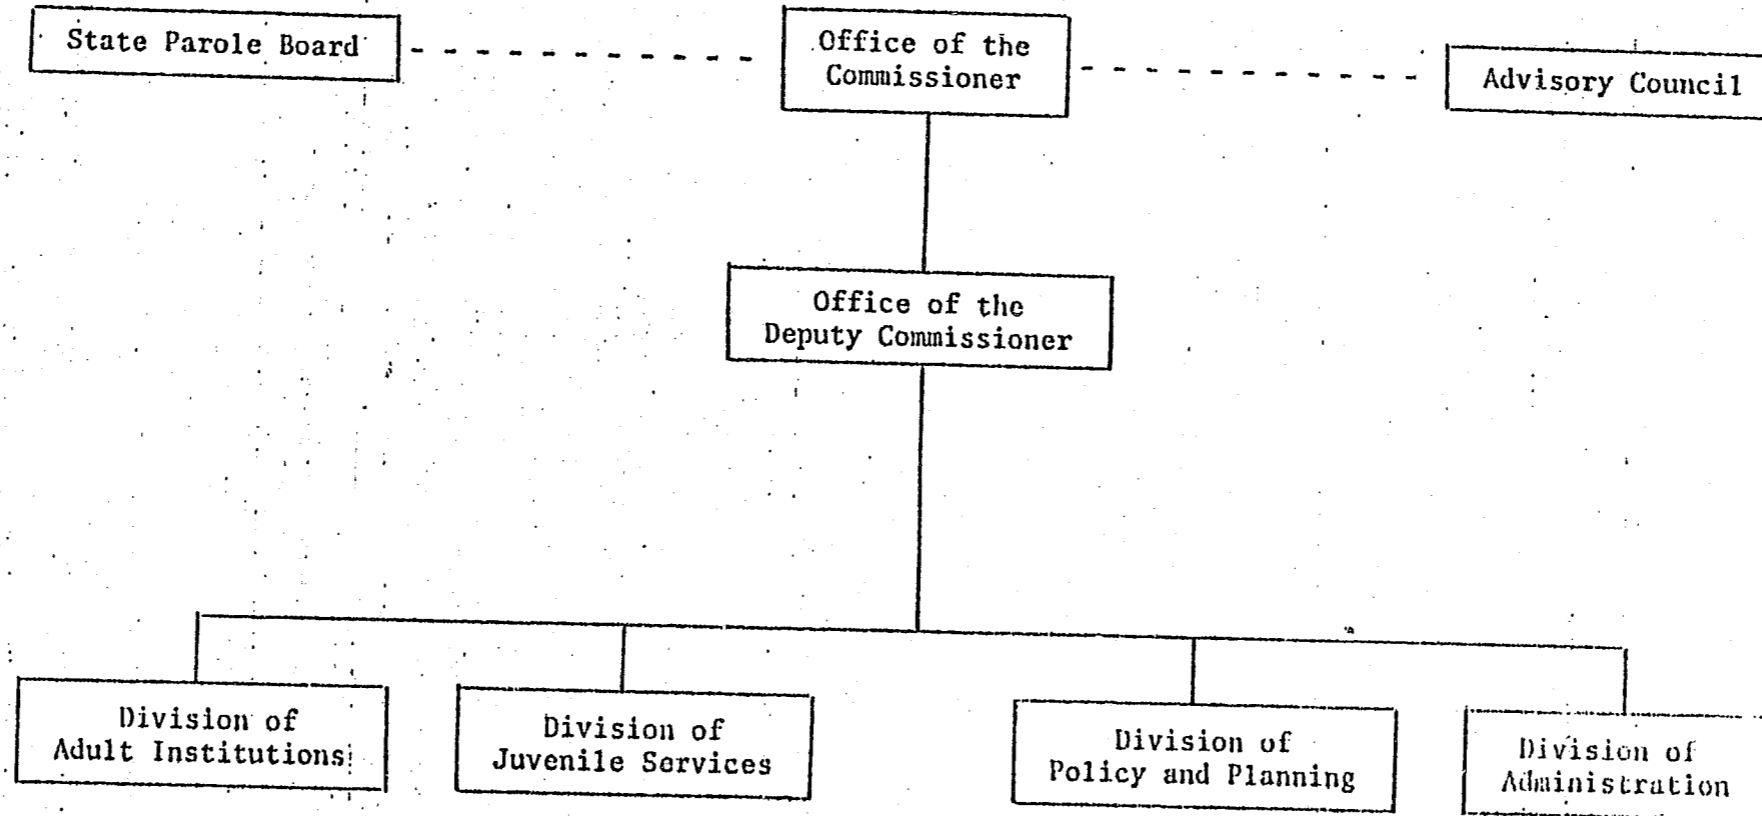 State Parole Board
Office of the
Commissioner
Advisory Council
Office of the
Deputy Commissioner
Division of
Adult Institutions
Division of
Juvenile Services
Division of
Policy and Planning
Division of
Administration